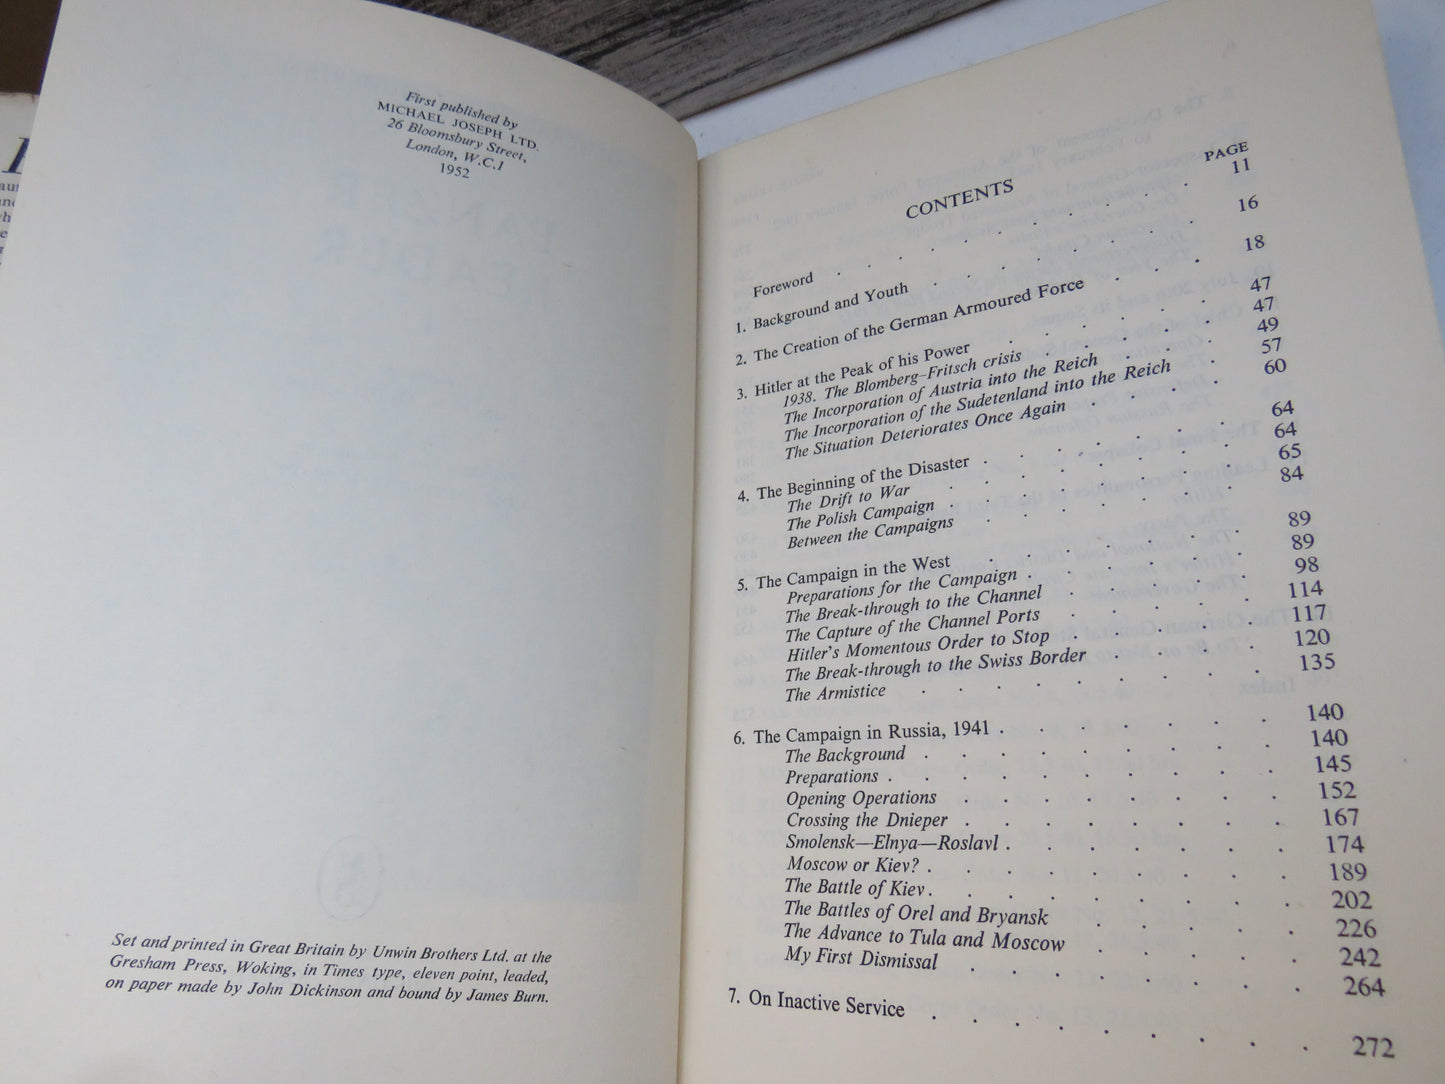 First published by
MICHAEL JOSEPH LTD.
26 Bloomsbury Street,
London, W.C.1
1952
Set and printed in Great Britain by Unwin Brothers Ltd. at the
Gresham Press, Woking, in Times type, eleven point, leaded,
on paper made by John Dickinson and bound by James Burn.
CONTENTS
PAGE
Foreword . . . . . . . . . 11
1. Background and Youth . . . . . . . 16
2. The Creation of the German Armoured Force . . . 18
3. Hitler at the Peak of his Power . . . . . . 47
1938. The Blomberg–Fritsch crisis . . . . . 47
The Incorporation of Austria into the Reich . . . 49
The Incorporation of the Sudetenland into the Reich . 57
The Situation Deteriorates Once Again . . . . 60
4. The Beginning of the Disaster . . . . . . 64
The Drift to War . . . . . . . 64
The Polish Campaign . . . . . . . 65
Between the Campaigns . . . . . . 84
5. The Campaign in the West . . . . . . . 89
Preparations for the Campaign . . . . . . 89
The Break-through to the Channel . . . . . 98
The Capture of the Channel Ports . . . . . 114
Hitler's Momentous Order to Stop . . . . . 117
The Break-through to the Swiss Border . . . . 120
The Armistice . . . . . . . . 135
6. The Campaign in Russia, 1941 . . . . . . . 140
The Background . . . . . . . . 140
Preparations . . . . . . . . . 145
Opening Operations . . . . . . . 152
Crossing the Dnieper . . . . . . . 167
Smolensk—Elnya—Roslavl . . . . . . . 174
Moscow or Kiev? . . . . . . . . 189
The Battle of Kiev . . . . . . . . 202
The Battles of Orel and Bryansk . . . . . 226
The Advance to Tula and Moscow . . . . . 242
My First Dismissal . . . . . . . 264
7. On Inactive Service . . . . . . . . 272